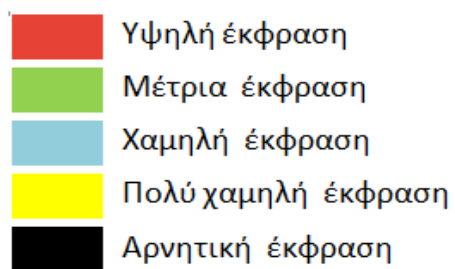 Υψηλή έκφραση
Μέτρια έκφραση
Χαμηλή έκφραση
Πολύ χαμηλή έκφραση
Αρνητική έκφραση